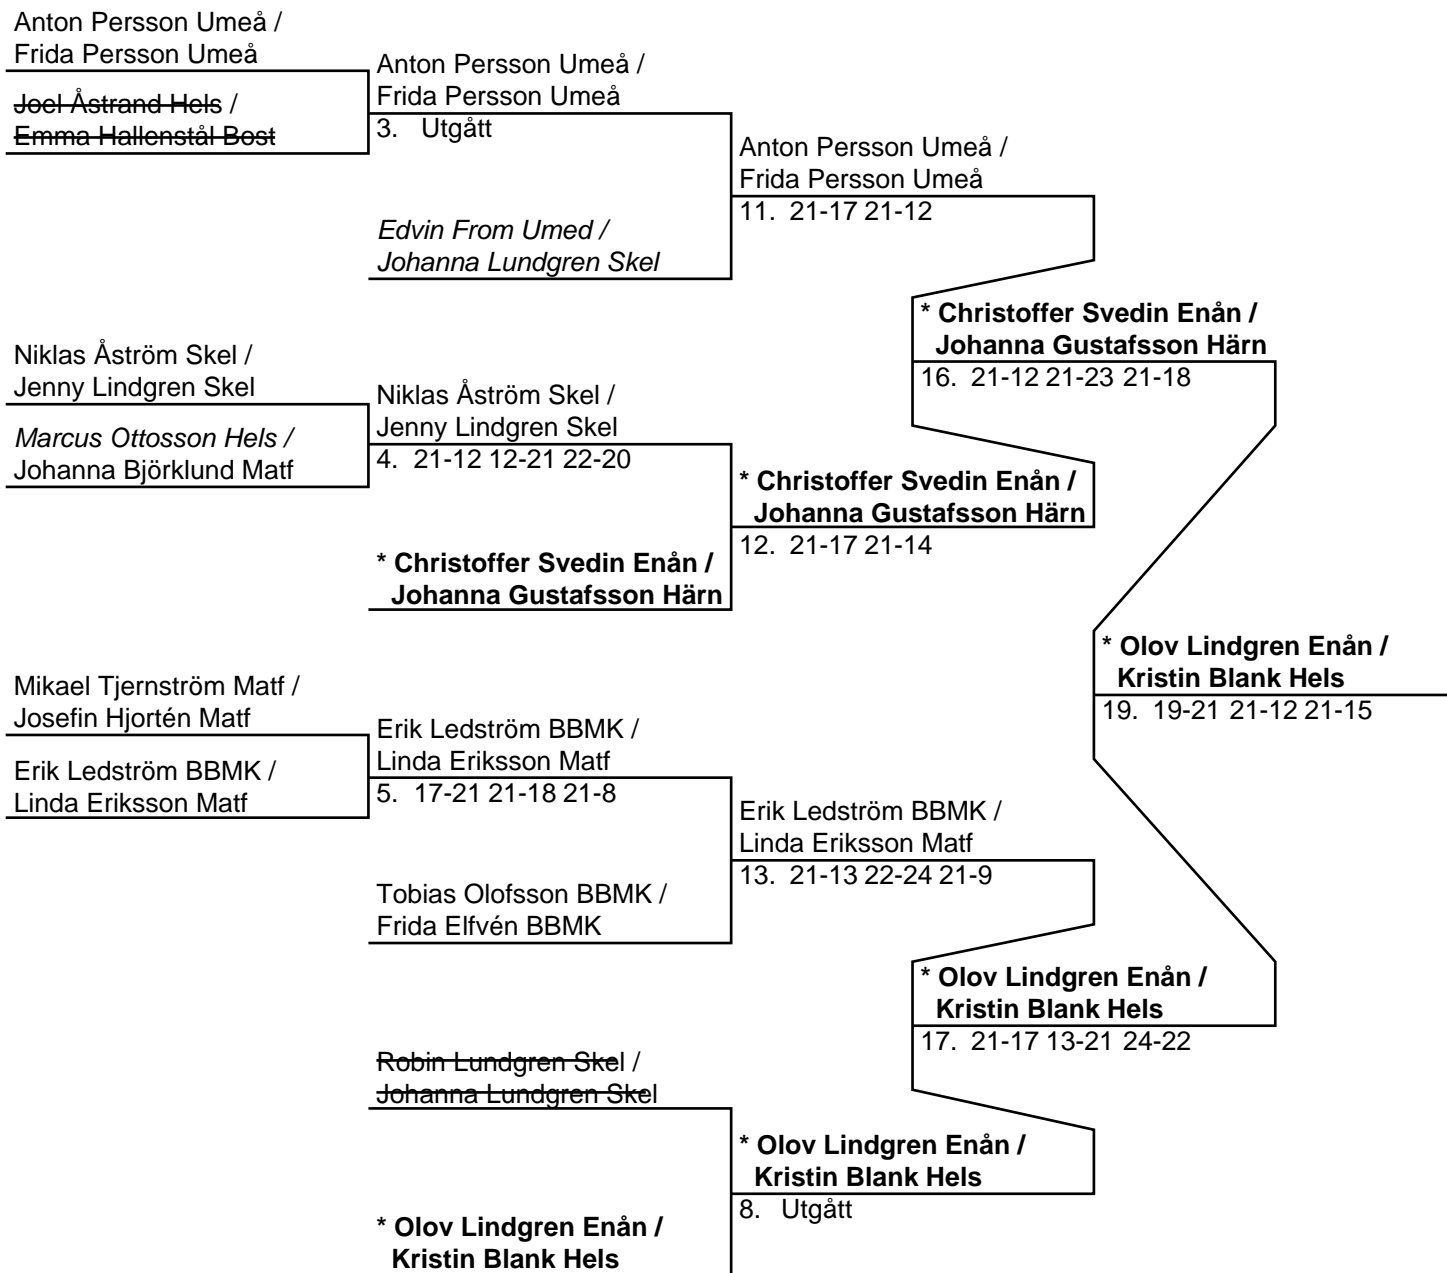 Anton Persson Umeå /
Frida Persson Umeå
Joel Åstrand Hels /
Emma Hallenstål Bost
Anton Persson Umeå /
Frida Persson Umeå
3. Utgått
Edvin From Umed /
Johanna Lundgren Skel
Anton Persson Umeå /
Frida Persson Umeå
11. 21-17 21-12
Niklas Åström Skel /
Jenny Lindgren Skel
Marcus Ottosson Hels /
Johanna Björklund Matf
Niklas Åström Skel /
Jenny Lindgren Skel
4. 21-12 12-21 22-20
* Christoffer Svedin Enån /
Johanna Gustafsson Härn
* Christoffer Svedin Enån /
Johanna Gustafsson Härn
12. 21-17 21-14
* Christoffer Svedin Enån /
Johanna Gustafsson Härn
16. 21-12 21-23 21-18
Mikael Tjernström Matf /
Josefin Hjortén Matf
Erik Ledström BBMK /
Linda Eriksson Matf
Erik Ledström BBMK /
Linda Eriksson Matf
5. 17-21 21-18 21-8
Tobias Olofsson BBMK /
Frida Elfvén BBMK
Erik Ledström BBMK /
Linda Eriksson Matf
13. 21-13 22-24 21-9
Robin Lundgren Skel /
Johanna Lundgren Skel
* Olov Lindgren Enån /
Kristin Blank Hels
* Olov Lindgren Enån /
Kristin Blank Hels
8. Utgått
* Olov Lindgren Enån /
Kristin Blank Hels
17. 21-17 13-21 24-22
* Olov Lindgren Enån /
Kristin Blank Hels
19. 19-21 21-12 21-15